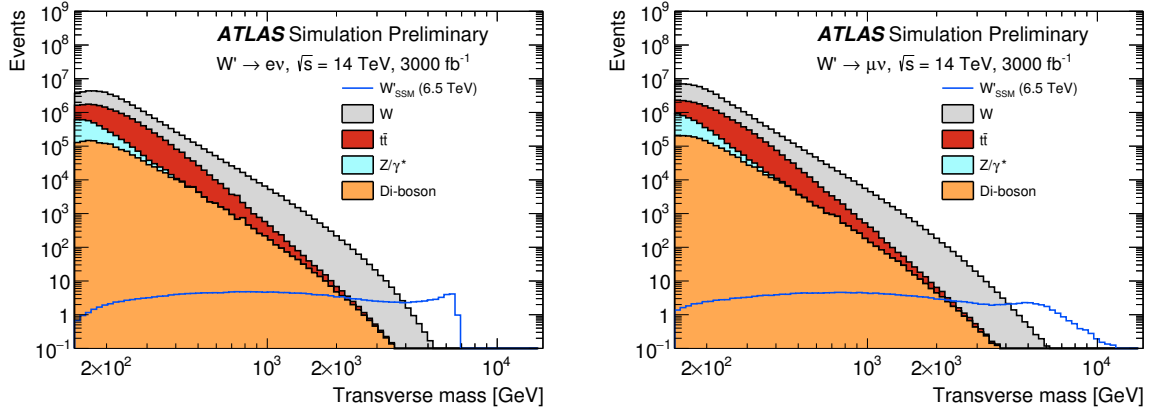 Events
10⁹
10⁸
10⁷
10⁶
10⁵
10⁴
10³
10²
10
1
10⁻¹
ATLAS Simulation Preliminary
W' → eν, √s = 14 TeV, 3000 fb⁻¹
W'SSM (6.5 TeV)
W
tt̄
Z/γ*
Di-boson
2×10² 10³ 2×10³ 10⁴
Transverse mass [GeV]
Events
10⁹
10⁸
10⁷
10⁶
10⁵
10⁴
10³
10²
10
1
10⁻¹
ATLAS Simulation Preliminary
W' → μν, √s = 14 TeV, 3000 fb⁻¹
W'SSM (6.5 TeV)
W
tt̄
Z/γ*
Di-boson
2×10² 10³ 2×10³ 10⁴
Transverse mass [GeV]